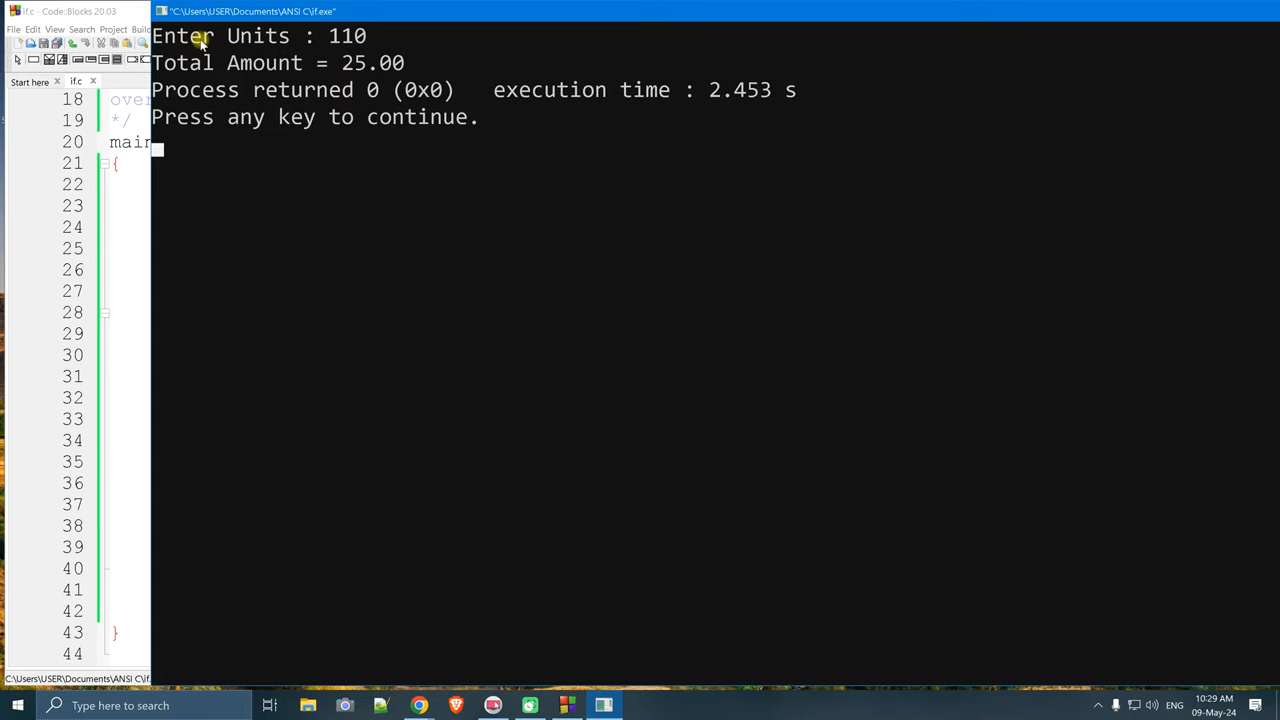 if.c - Code::Blocks 20.03
"C:\Users\USER\Documents\ANSI C\if.exe"
File Edit View Search Project Buil
Start here
if.c
Enter Units : 110
Total Amount = 25.00
Process returned 0 (0x0) execution time : 2.453 s
Press any key to continue.
18 over
19 */
20 main
21 {
22
23
24
25
26
27
28
29
30
31
32
33
34
35
36
37
38
39
40
41
42
43 }
44
C:\Users\USER\Documents\ANSI C\if.
Type here to search
ENG
10:29 AM
09-May-24